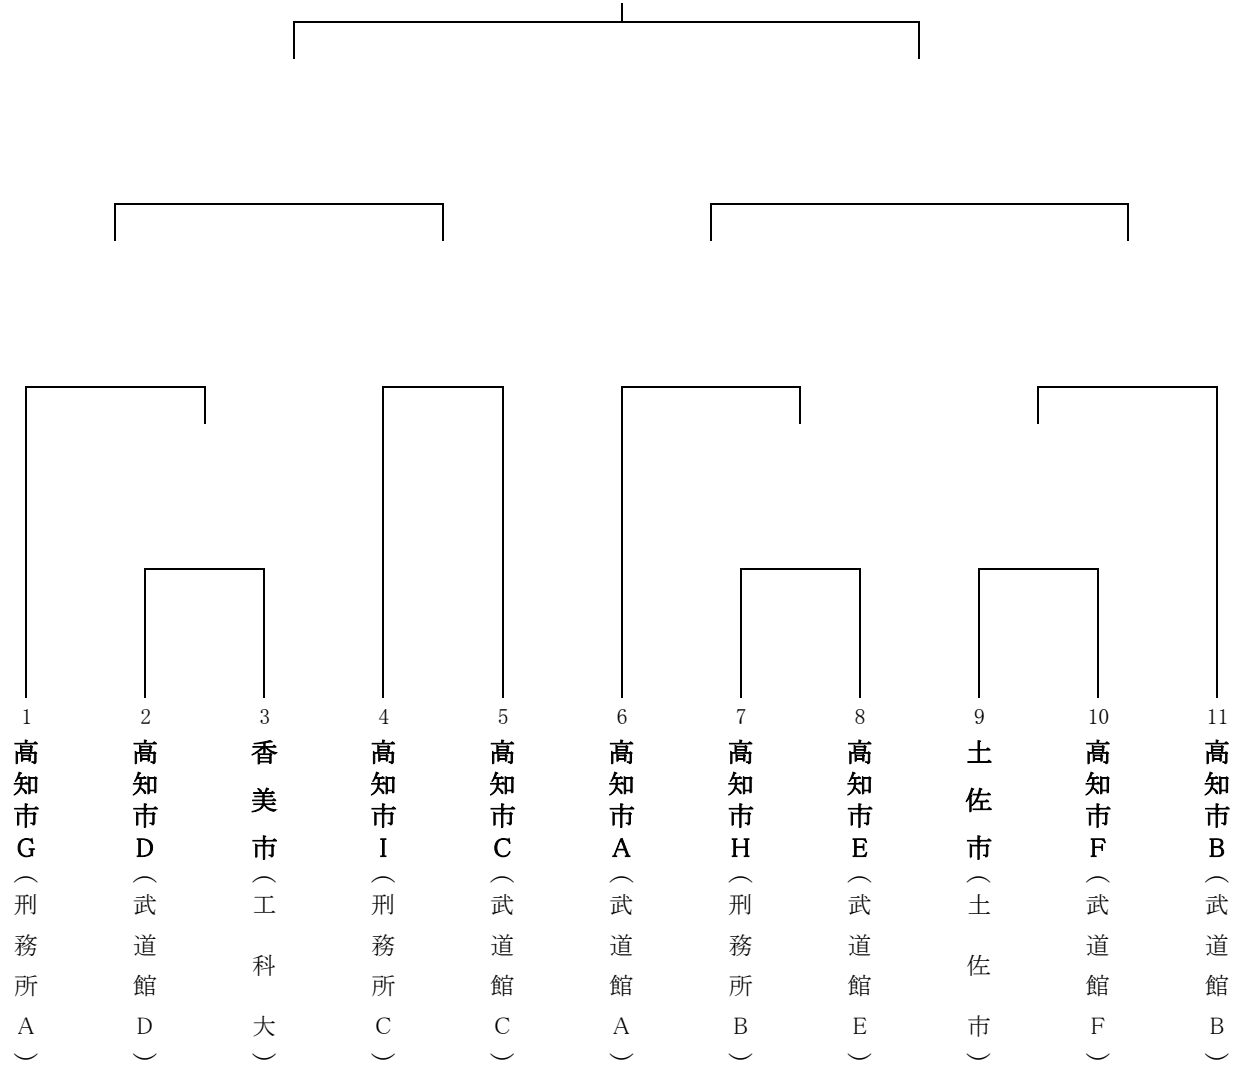 1
高知市G（刑務所A）
2
高知市D（武道館D）
3
香美市（工科大）
4
高知市I（刑務所C）
5
高知市C（武道館C）
6
高知市A（武道館A）
7
高知市H（刑務所B）
8
高知市E（武道館E）
9
土佐市（土佐市）
10
高知市F（武道館F）
11
高知市B（武道館B）